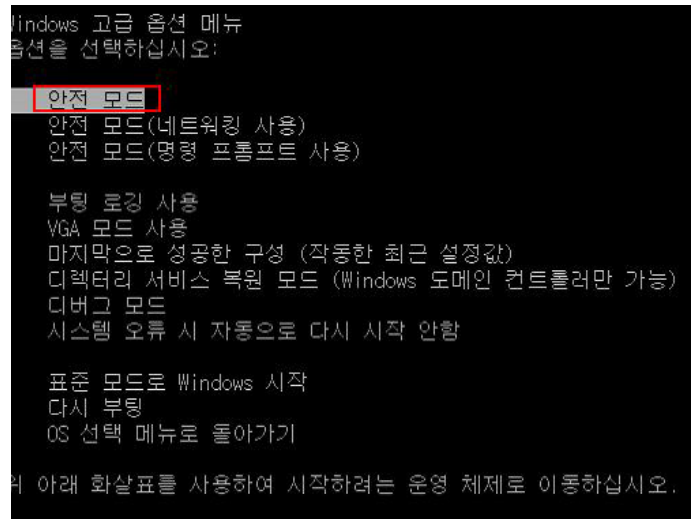 Windows 고급 옵션 메뉴
옵션을 선택하십시오:
안전 모드
안전 모드(네트워킹 사용)
안전 모드(명령 프롬프트 사용)
부팅 로깅 사용
VGA 모드 사용
마지막으로 성공한 구성 (작동한 최근 설정값)
디렉터리 서비스 복원 모드 (Windows 도메인 컨트롤러만 가능)
디버그 모드
시스템 오류 시 자동으로 다시 시작 안함
표준 모드로 Windows 시작
다시 부팅
OS 선택 메뉴로 돌아가기
위 아래 화살표를 사용하여 시작하려는 운영 체제로 이동하십시오.